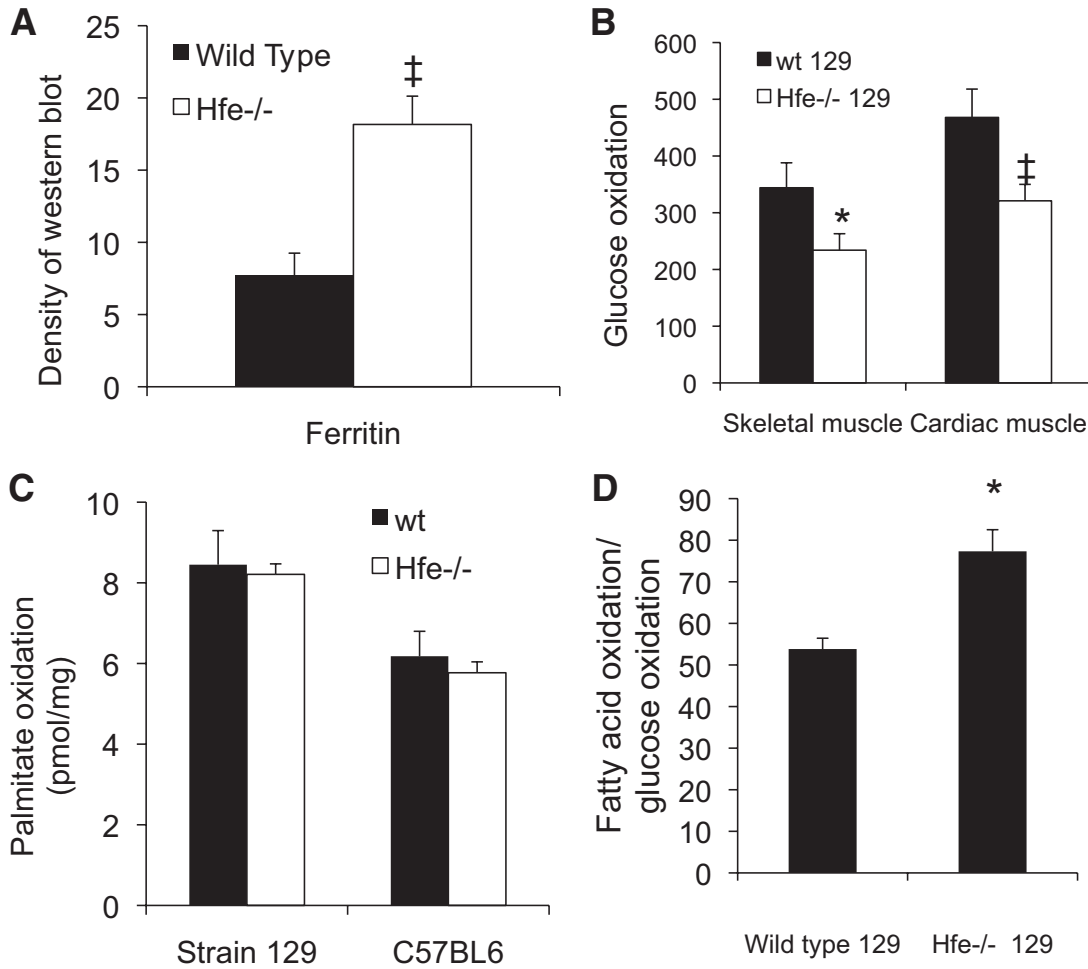 A
Density of western blot
25
20
15
10
5
0
Wild Type
Hfe-/-
‡
Ferritin
B
Glucose oxidation
600
500
400
300
200
100
0
wt 129
Hfe-/- 129
*
‡
Skeletal muscle Cardiac muscle
C
Palmitate oxidation
(pmol/mg)
10
8
6
4
2
0
wt
Hfe-/-
Strain 129 C57BL6
D
Fatty acid oxidation/
glucose oxidation
90
80
70
60
50
40
30
20
10
0
*
Wild type 129 Hfe-/- 129